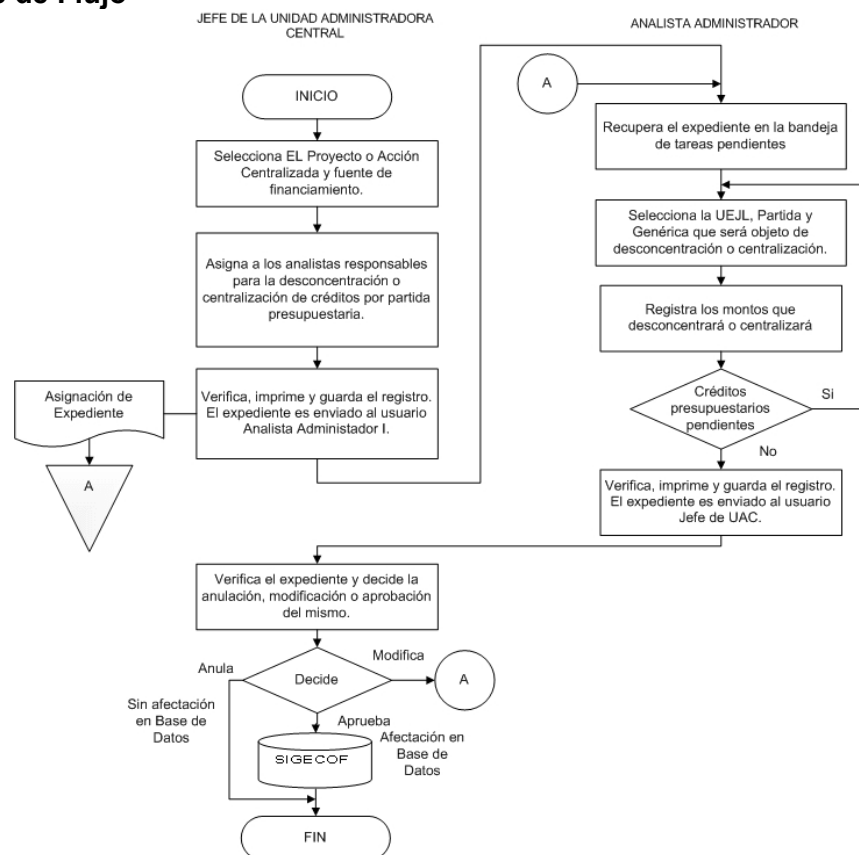 JEFE DE LA UNIDAD ADMINISTRADORA
CENTRAL
INICIO
Selecciona EL Proyecto o Acción
Centralizada y fuente de
financiamiento.
Asigna a los analistas responsables
para la desconcentración o
centralización de créditos por partida
presupuestaria.
Verifica, imprime y guarda el registro.
El expediente es enviado al usuario
Analista Administador I.
Asignación de
Expediente
A
ANALISTA ADMINISTRADOR
A
Recupera el expediente en la bandeja
de tareas pendientes
Selecciona la UEJL, Partida y
Genérica que será objeto de
desconcentración o centralización.
Registra los montos que
desconcentrará o centralizará
Créditos
presupuestarios
pendientes
Si
No
Verifica, imprime y guarda el registro.
El expediente es enviado al usuario
Jefe de UAC.
Verifica el expediente y decide la
anulación, modificación o aprobación
del mismo.
Anula
Modifica
Decide
A
Sin afectación
en Base de
Datos
Aprueba
Afectación en
Base de
Datos
SIGECOF
FIN